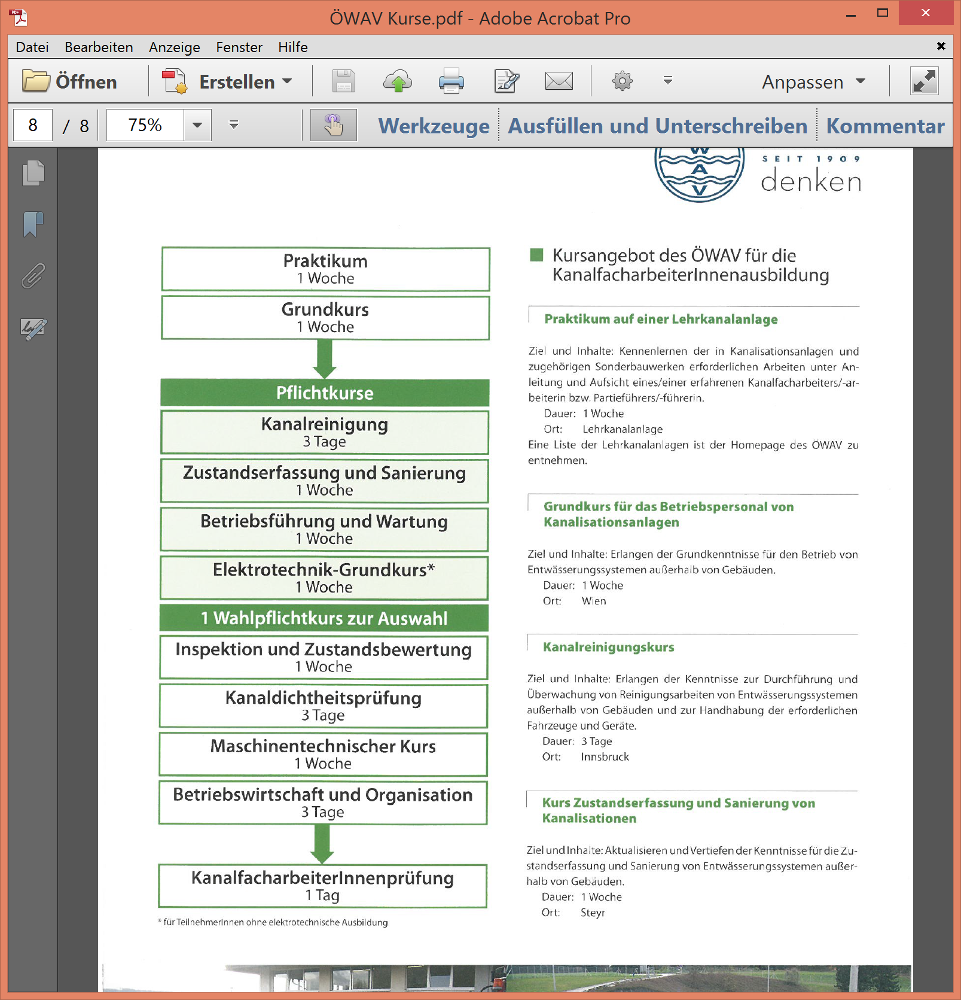 ÖWAV Kurse.pdf - Adobe Acrobat Pro
Datei Bearbeiten Anzeige Fenster Hilfe
Öffnen Erstellen Anpassen
8 / 8 75% Werkzeuge Ausfüllen und Unterschreiben Kommentar
W
A
V
SEIT 1909
denken
Praktikum
1 Woche
Grundkurs
1 Woche
Pflichtkurse
Kanalreinigung
3 Tage
Zustandserfassung und Sanierung
1 Woche
Betriebsführung und Wartung
1 Woche
Elektrotechnik-Grundkurs*
1 Woche
1 Wahlpflichtkurs zur Auswahl
Inspektion und Zustandsbewertung
1 Woche
Kanaldichtheitsprüfung
3 Tage
Maschinentechnischer Kurs
1 Woche
Betriebswirtschaft und Organisation
3 Tage
KanalfacharbeiterInnenprüfung
1 Tag
* für TeilnehmerInnen ohne elektrotechnische Ausbildung
Kursangebot des ÖWAV für die
KanalfacharbeiterInnenausbildung
Praktikum auf einer Lehrkanalanlage
Ziel und Inhalte: Kennenlernen der in Kanalisationsanlagen und
zugehörigen Sonderbauwerken erforderlichen Arbeiten unter An-
leitung und Aufsicht eines/einer erfahrenen Kanalfacharbeiters/-ar-
beiterin bzw. Partieführers/-führerin.
Dauer: 1 Woche
Ort: Lehrkanalanlage
Eine Liste der Lehrkanalanlagen ist der Homepage des ÖWAV zu
entnehmen.
Grundkurs für das Betriebspersonal von
Kanalisationsanlagen
Ziel und Inhalte: Erlangen der Grundkenntnisse für den Betrieb von
Entwässerungssystemen außerhalb von Gebäuden.
Dauer: 1 Woche
Ort: Wien
Kanalreinigungskurs
Ziel und Inhalte: Erlangen der Kenntnisse zur Durchführung und
Überwachung von Reinigungsarbeiten von Entwässerungssystemen
außerhalb von Gebäuden und zur Handhabung der erforderlichen
Fahrzeuge und Geräte.
Dauer: 3 Tage
Ort: Innsbruck
Kurs Zustandserfassung und Sanierung von
Kanalisationen
Ziel und Inhalte: Aktualisieren und Vertiefen der Kenntnisse für die Zu-
standserfassung und Sanierung von Entwässerungssystemen außer-
halb von Gebäuden.
Dauer: 1 Woche
Ort: Steyr